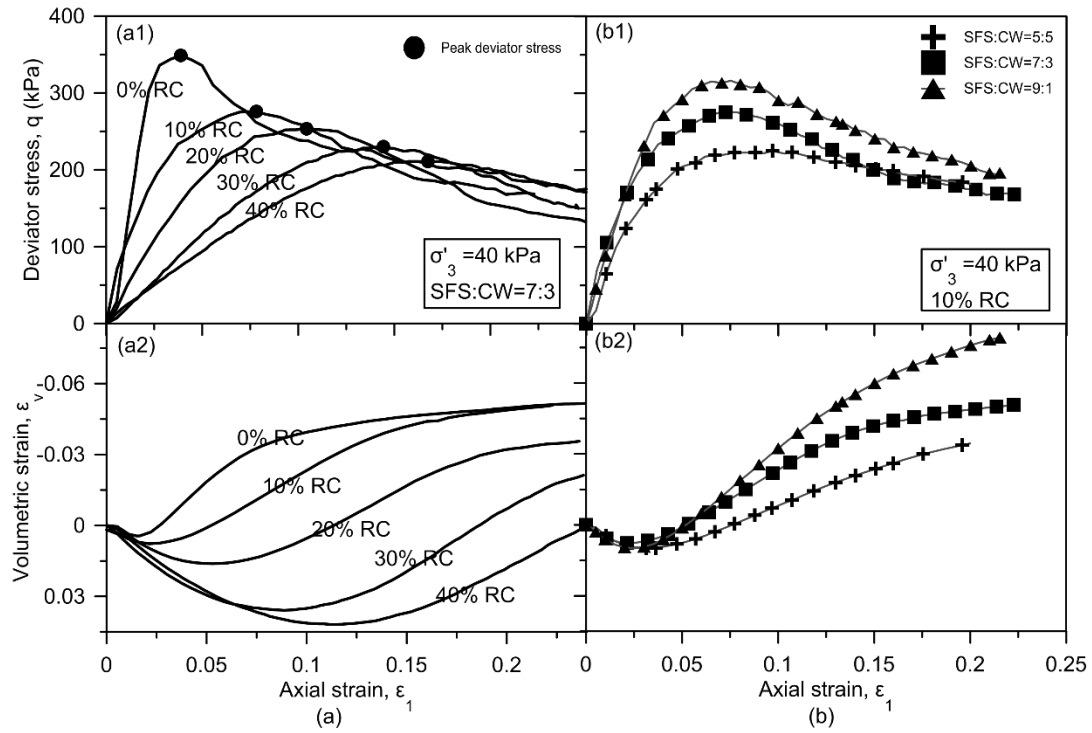 400
300
200
100
0
Deviator stress, q (kPa)
(a1)
Peak deviator stress
0% RC
10% RC
20% RC
30% RC
40% RC
σ'3 =40 kPa
SFS:CW=7:3
(b1)
SFS:CW=5:5
SFS:CW=7:3
SFS:CW=9:1
σ'3 =40 kPa
10% RC
-0.06
-0.03
0
0.03
Volumetric strain, εv
(a2)
0% RC
10% RC
20% RC
30% RC
40% RC
(b2)
0 0.05 0.1 0.15 0.2
Axial strain, ε1
(a)
0 0.05 0.1 0.15 0.2 0.25
Axial strain, ε1
(b)